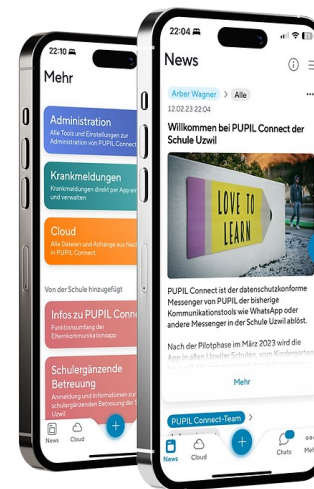 22:10
Mehr
Administration
Alle Tools und Einstellungen zur
Administration von PUPIL Connect
Krankmeldungen
Krankmeldungen direkt per App
und verwalten
Cloud
Alle Dateien und Anhänge aus
in PUPIL Connect
Von der Schule hinzugefügt
Infos zu PUPIL
Funktionsumfang der
Elternkommunikationsapp
Schulergänzende
Betreuung
Anmeldung und Informationen zur
schulergänzenden Betreuung der
Uzwil
News
Cloud
22:04
News
Arber Wagner > Alle
12.02.23 22:04
Willkommen bei PUPIL Connect der
Schule Uzwil
LOVE TO
LEARN
PUPIL Connect ist der datenschutzkonforme
Messenger von PUPIL der bisherige
Kommunikationstools wie WhatsApp oder
andere Messenger in der Schule Uzwil ablöst.
Nach der Pilotphase im März 2023 wird die
App in allen Uzwiler Schulen, vom Kindergarten
Mehr
PUPIL Connect-Team >
News
Cloud
Chats